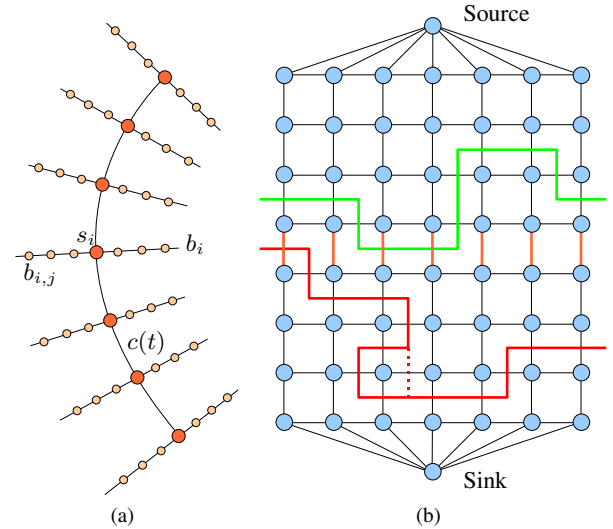 Source
s_i
b_i
b_{i,j}
c(t)
Sink
(a)
(b)